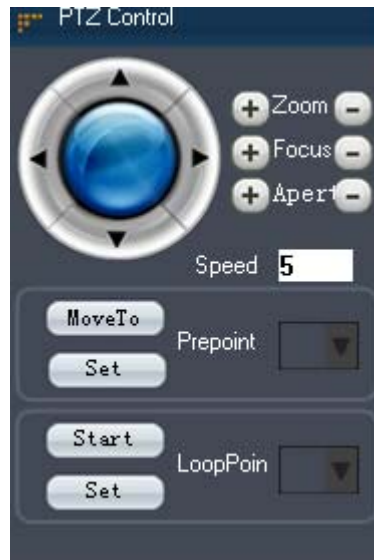 PTZ Control
+ Zoom -
+ Focus -
+ Apert -
Speed 5
MoveTo
Prepoint
Set
Start
LoopPoin
Set